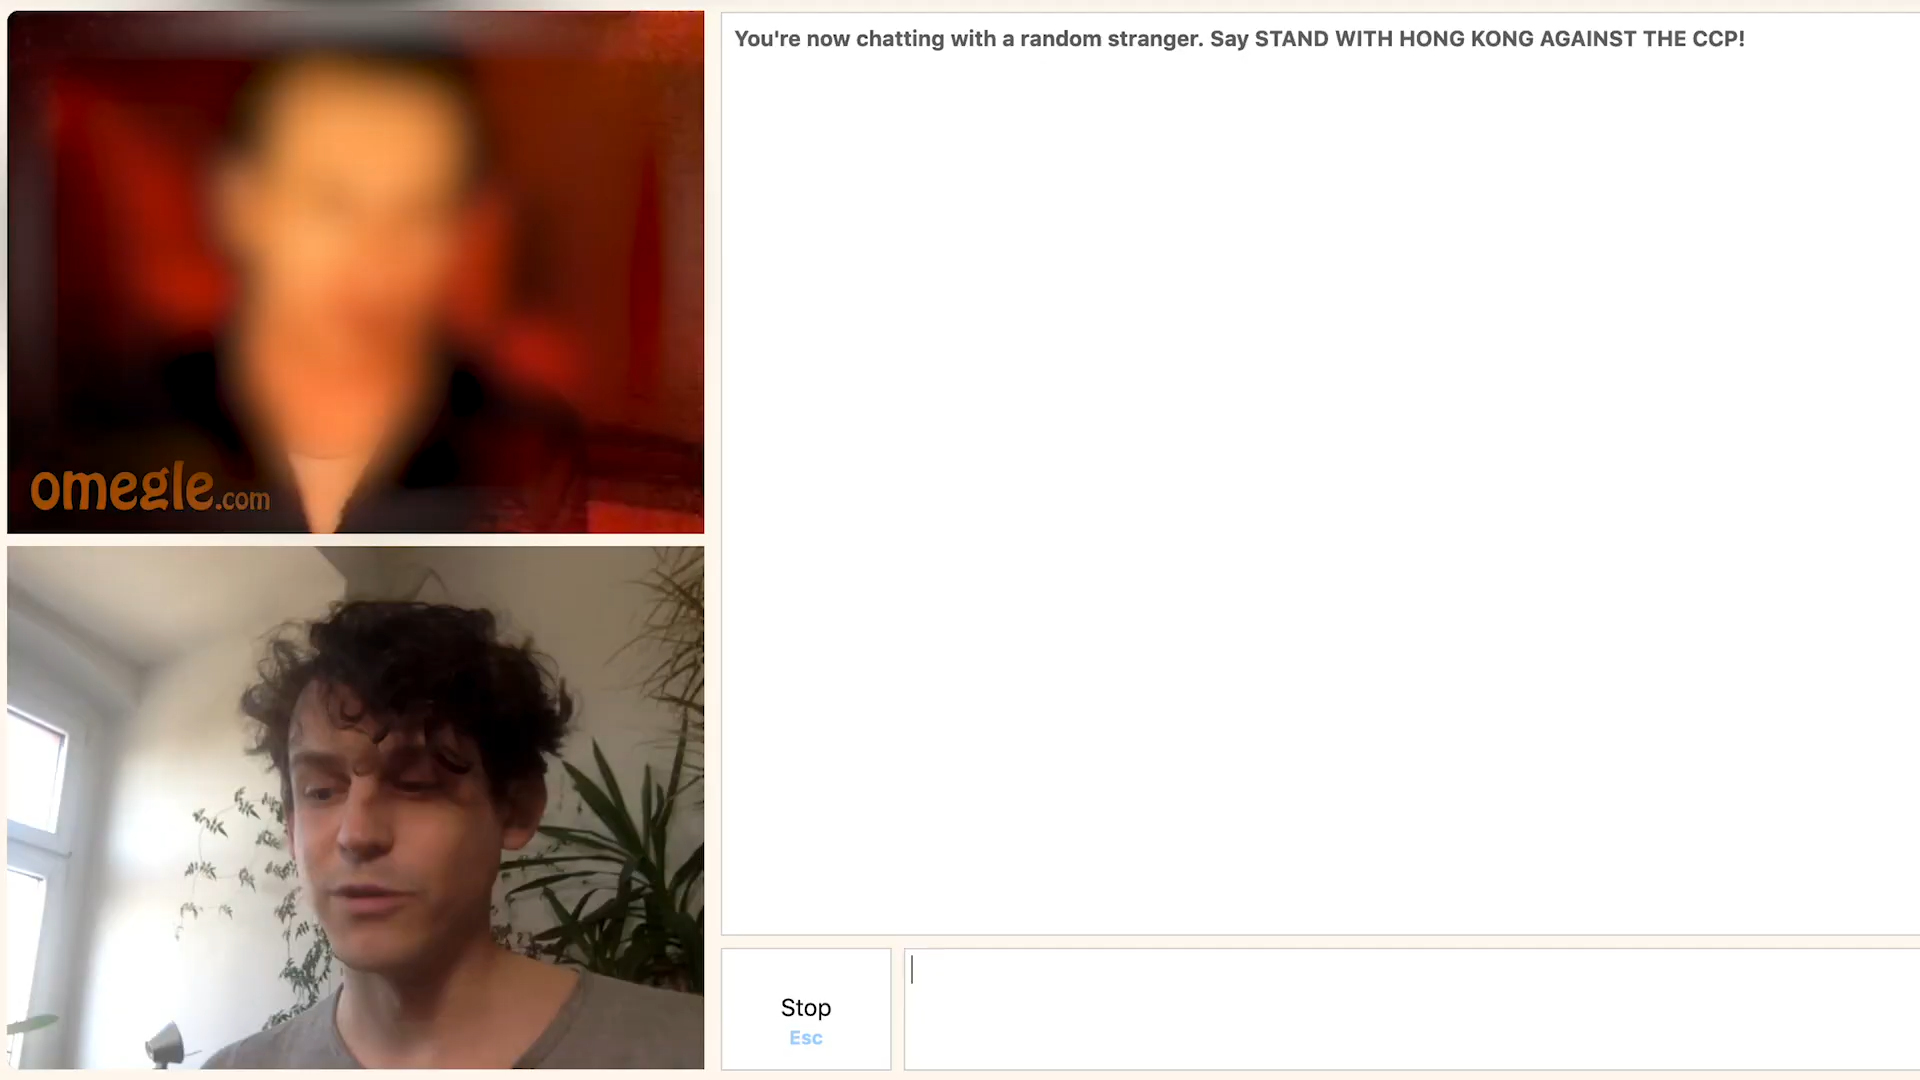 You're now chatting with a random stranger. Say STAND WITH HONG KONG AGAINST THE CCP!
omegle.com
Stop
Esc